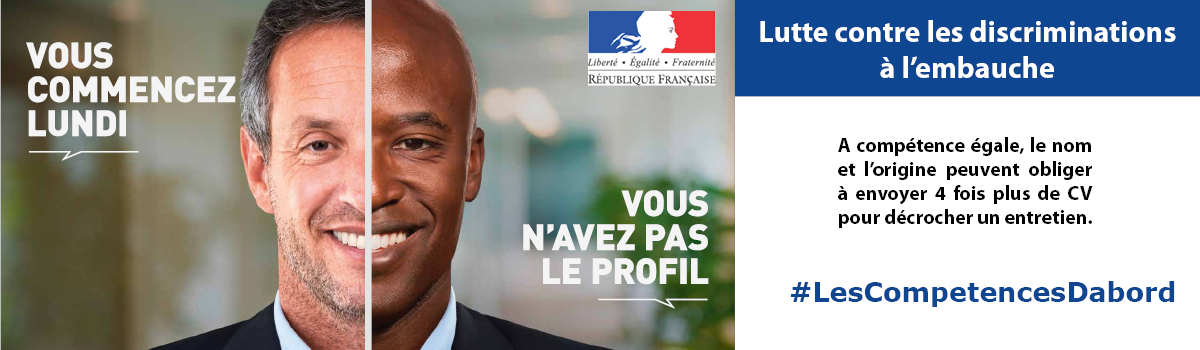 VOUS
COMMENCEZ
LUNDI
VOUS
N'AVEZ PAS
LE PROFIL
Liberté • Égalité • Fraternité
RÉPUBLIQUE FRANÇAISE
Lutte contre les discriminations
à l'embauche
A compétence égale, le nom
et l'origine peuvent obliger
à envoyer 4 fois plus de CV
pour décrocher un entretien.
#LesCompetencesDabord